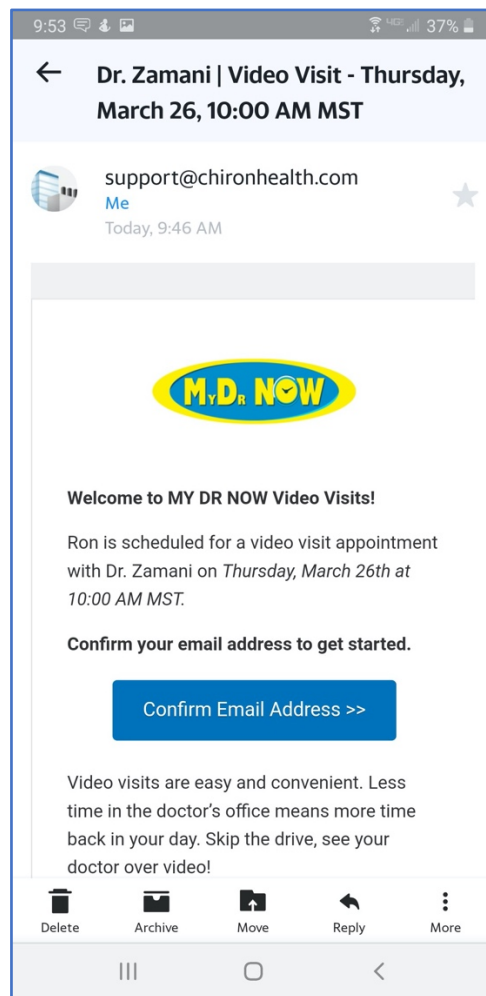 9:53 4GE 37%
Dr. Zamani | Video Visit - Thursday,
March 26, 10:00 AM MST
support@chironhealth.com
Me
Today, 9:46 AM
MYDR NOW
Welcome to MY DR NOW Video Visits!
Ron is scheduled for a video visit appointment
with Dr. Zamani on Thursday, March 26th at
10:00 AM MST.
Confirm your email address to get started.
Confirm Email Address >>
Video visits are easy and convenient. Less
time in the doctor's office means more time
back in your day. Skip the drive, see your
doctor over video!
Delete Archive Move Reply More